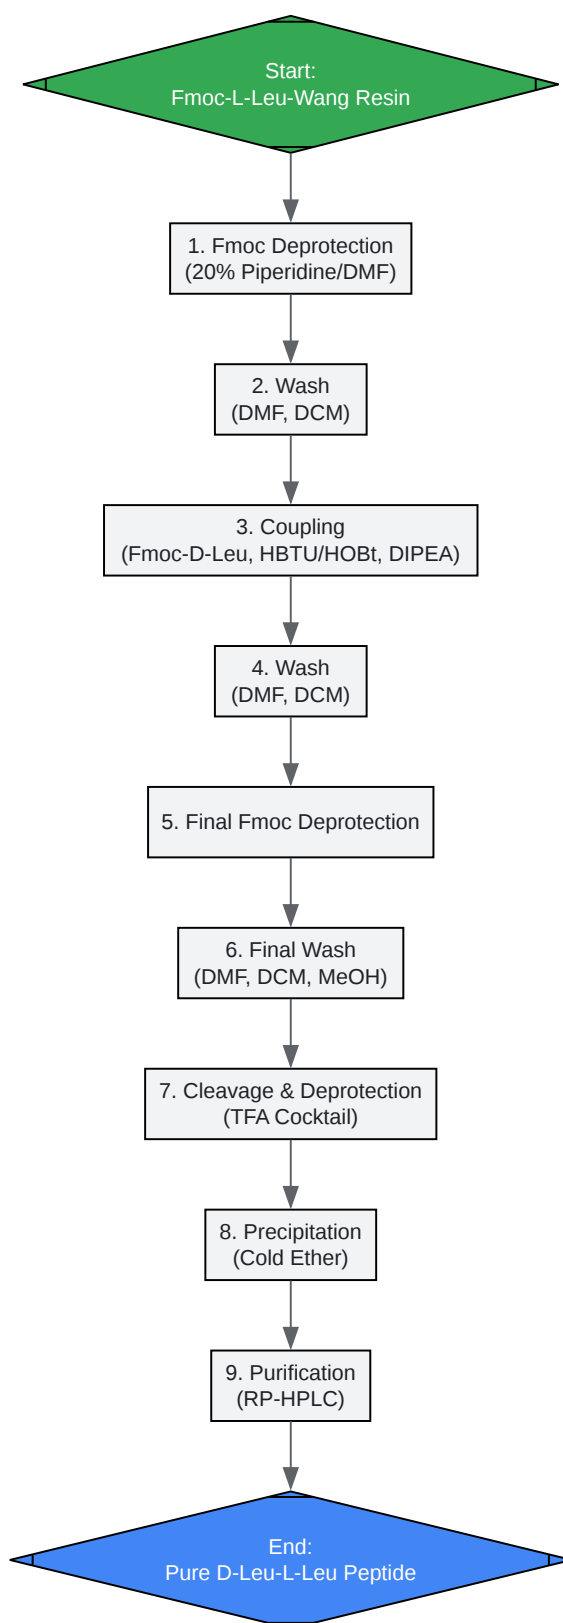 Start:
Fmoc-L-Leu-Wang Resin
1. Fmoc Deprotection
(20% Piperidine/DMF)
2. Wash
(DMF, DCM)
3. Coupling
(Fmoc-D-Leu, HBTU/HOBt, DIPEA)
4. Wash
(DMF, DCM)
5. Final Fmoc Deprotection
6. Final Wash
(DMF, DCM, MeOH)
7. Cleavage & Deprotection
(TFA Cocktail)
8. Precipitation
(Cold Ether)
9. Purification
(RP-HPLC)
End:
Pure D-Leu-L-Leu Peptide